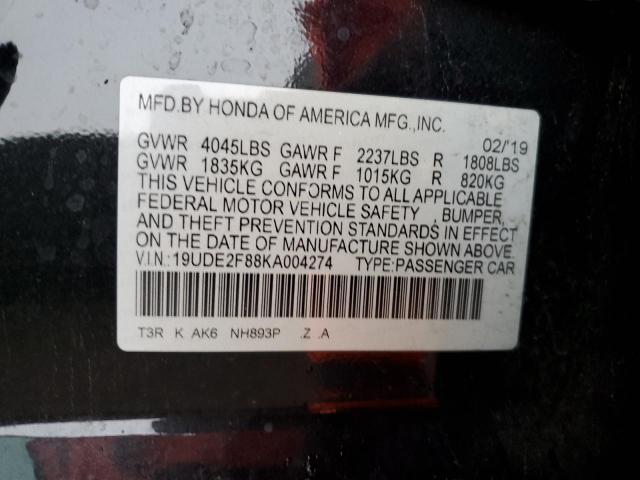 MFD.BY HONDA OF AMERICA MFG.,INC.
02/'19
GVWR 4045LBS GAWR F 2237LBS R 1808LBS
GVWR 1835KG GAWR F 1015KG R 820KG
THIS VEHICLE CONFORMS TO ALL APPLICABLE
FEDERAL MOTOR VEHICLE SAFETY , BUMPER,
AND THEFT PREVENTION STANDARDS IN EFFECT
ON THE DATE OF MANUFACTURE SHOWN ABOVE.
V.I.N.:19UDE2F88KA004274 TYPE:PASSENGER CAR
T3R K AK6 NH893P .Z .A